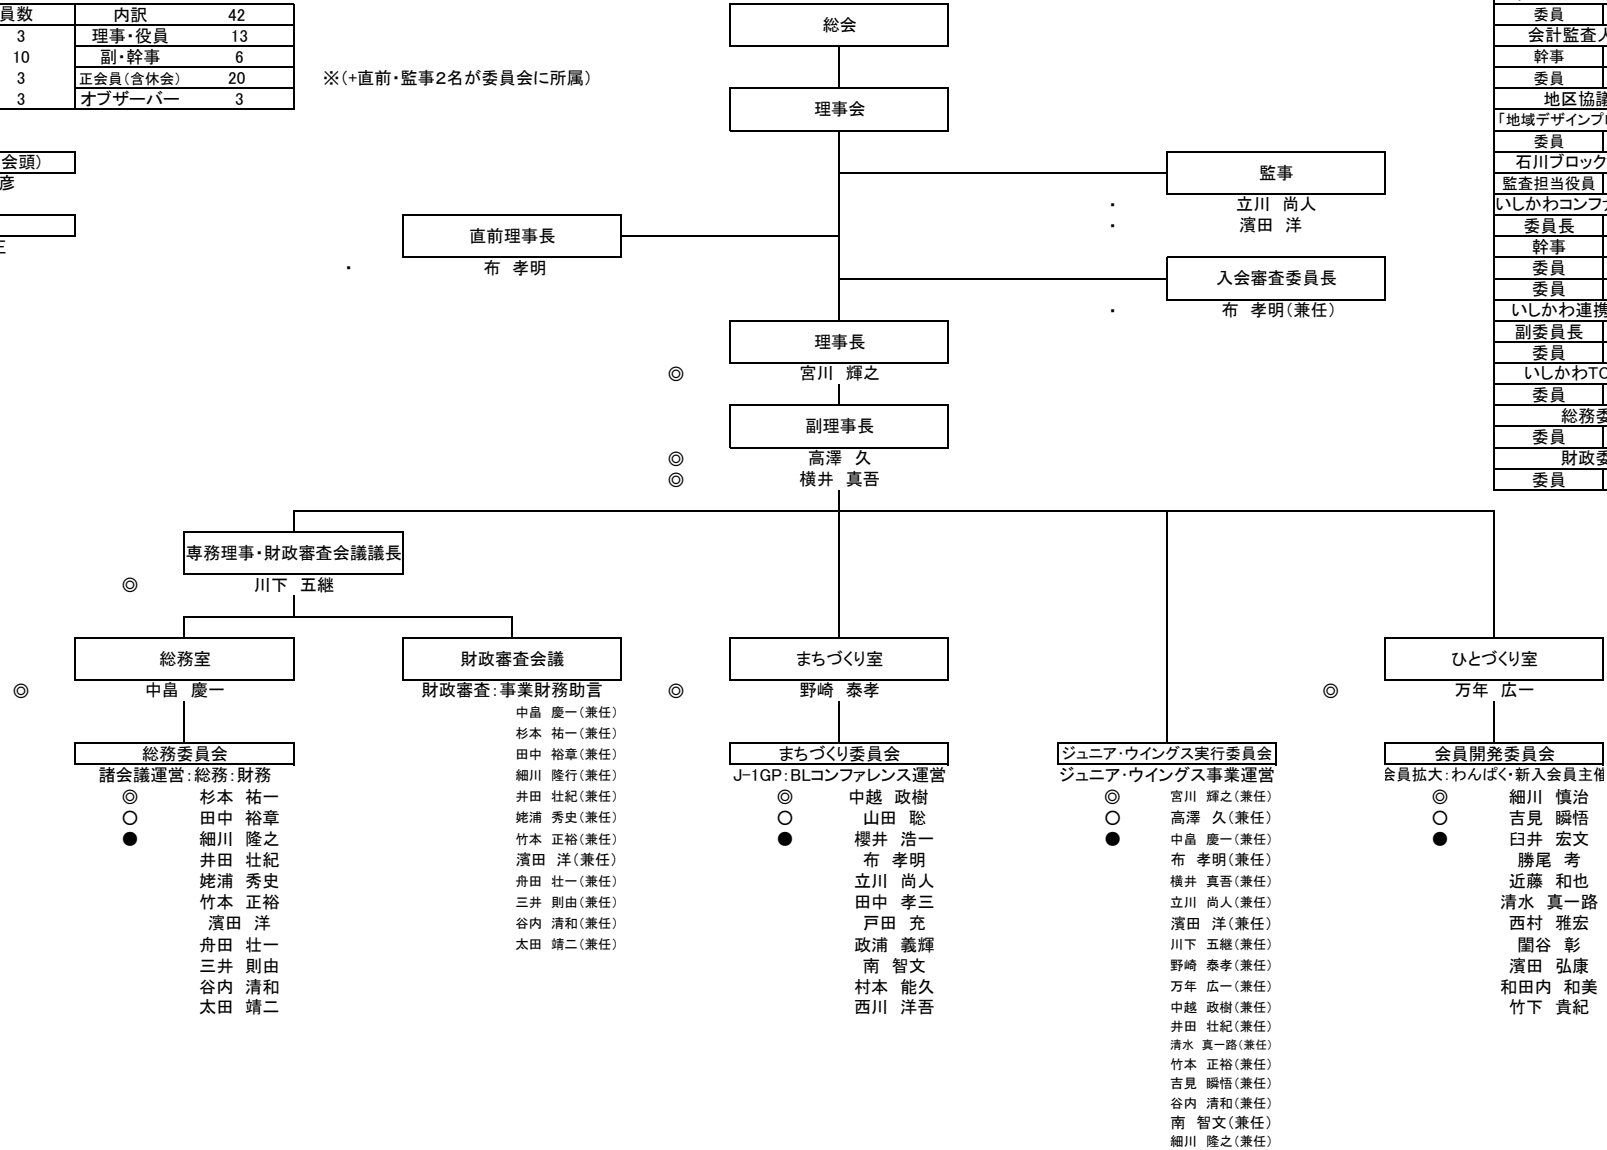 員数 内訳 42
3 理事・役員 13
10 副・幹事 6
3 正会員(含休会) 20
3 オブザーバー 3
※(+直前・監事2名が委員会に所属)
会頭)
彦
総会
理事会
監事
・ 立川 尚人
・ 濱田 洋
直前理事長
・ 布 孝明
入会審査委員長
・ 布 孝明(兼任)
理事長
◎ 宮川 輝之
副理事長
◎ 高澤 久
◎ 横井 真吾
委員
会計監査人
幹事
委員
地区協議
「地域デザインプロ
委員
石川ブロック
監査担当役員
いしかわコンファ
委員長
幹事
委員
委員
いしかわ連携
副委員長
委員
いしかわTO
委員
総務委
委員
財政委
委員
専務理事・財政審査会議議長
◎ 川下 五継
総務室
◎ 中畠 慶一
総務委員会
諸会議運営:総務:財務
◎ 杉本 祐一
○ 田中 裕章
● 細川 隆之
井田 壮紀
姥浦 秀史
竹本 正裕
濱田 洋
舟田 壮一
三井 則由
谷内 清和
太田 靖二
財政審査会議
財政審査:事業財務助言
中畠 慶一(兼任)
杉本 祐一(兼任)
田中 裕章(兼任)
細川 隆行(兼任)
井田 壮紀(兼任)
姥浦 秀史(兼任)
竹本 正裕(兼任)
濱田 洋(兼任)
舟田 壮一(兼任)
三井 則由(兼任)
谷内 清和(兼任)
太田 靖二(兼任)
まちづくり室
◎ 野崎 泰孝
まちづくり委員会
J-1GP:BLコンファレンス運営
◎ 中越 政樹
○ 山田 聡
● 櫻井 浩一
布 孝明
立川 尚人
田中 孝三
戸田 充
政浦 義輝
南 智文
村本 能久
西川 洋吾
ジュニア・ウイングス実行委員会
ジュニア・ウイングス事業運営
◎ 宮川 輝之(兼任)
○ 高澤 久(兼任)
● 中畠 慶一(兼任)
布 孝明(兼任)
横井 真吾(兼任)
立川 尚人(兼任)
濱田 洋(兼任)
川下 五継(兼任)
野崎 泰孝(兼任)
万年 広一(兼任)
中越 政樹(兼任)
井田 壮紀(兼任)
清水 真一路(兼任)
竹本 正裕(兼任)
吉見 瞬悟(兼任)
谷内 清和(兼任)
南 智文(兼任)
細川 隆之(兼任)
ひとづくり室
◎ 万年 広一
会員開発委員会
会員拡大:わんぱく・新入会員主催
◎ 細川 慎治
○ 吉見 瞬悟
● 臼井 宏文
勝尾 考
近藤 和也
清水 真一路
西村 雅宏
闔谷 彰
濱田 弘康
和田内 和美
竹下 貴紀